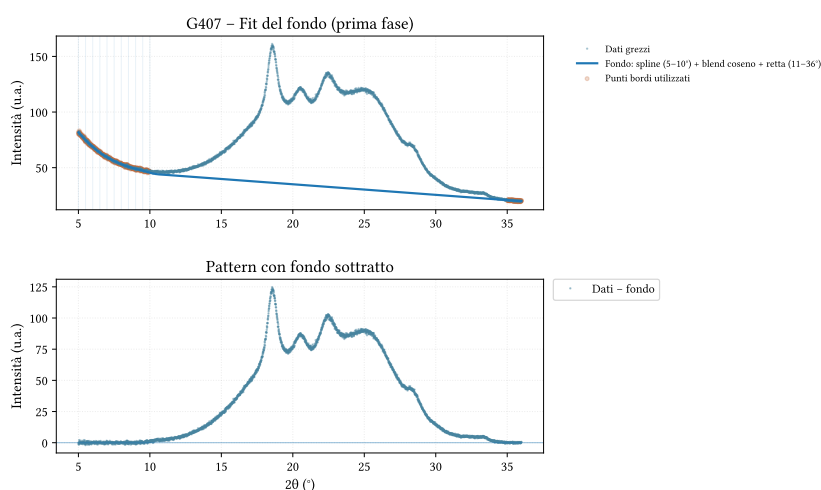 G407 – Fit del fondo (prima fase)
Intensità (u.a.)
150
100
50
5 10 15 20 25 30 35
Dati grezzi
Fondo: spline (5–10°) + blend coseno + retta (11–36°)
Punti bordi utilizzati
Pattern con fondo sottratto
Intensità (u.a.)
125
100
75
50
25
0
5 10 15 20 25 30 35
2θ (°)
Dati – fondo